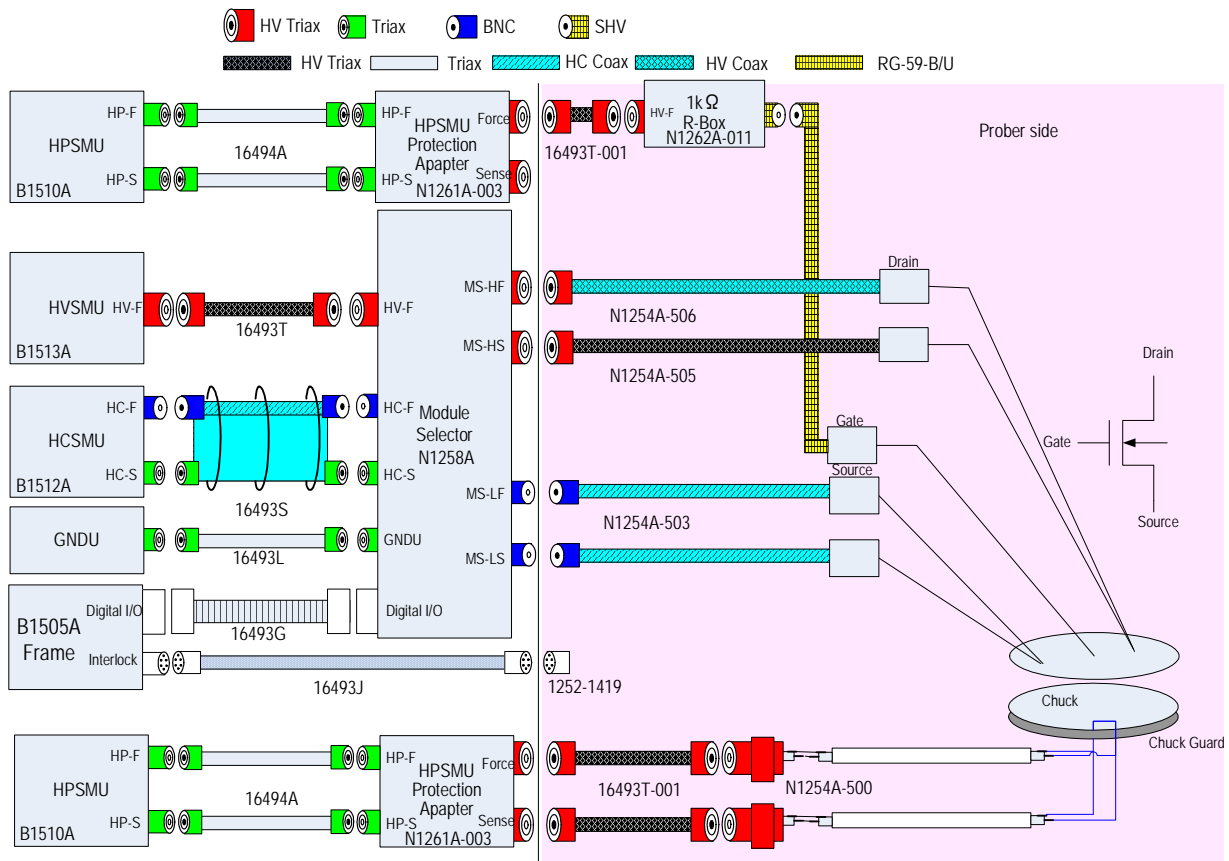 HV Triax
Triax
BNC
SHV
HV Triax
Triax
HC Coax
HV Coax
RG-59-B/U
Prober side
HPSMU
B1510A
HP-F
HP-S
16494A
HP-F
HP-S
HPSMU
Protection
Apapter
N1261A-003
Force
Sense
16493T-001
HV-F
1k Ω
R-Box
N1262A-011
HVSMU
B1513A
HV-F
16493T
HV-F
HCSMU
B1512A
HC-F
HC-S
16493S
HC-F
HC-S
GNDU
16493L
GNDU
B1505A
Frame
Digital I/O
Interlock
16493G
16493J
Digital I/O
Module
Selector
N1258A
MS-HF
MS-HS
MS-LF
MS-LS
N1254A-506
N1254A-505
N1254A-503
1252-1419
Drain
Gate
Source
Drain
Gate
Source
Chuck
Chuck Guard
HPSMU
B1510A
HP-F
HP-S
16494A
HP-F
HP-S
HPSMU
Protection
Apapter
N1261A-003
Force
Sense
16493T-001
N1254A-500